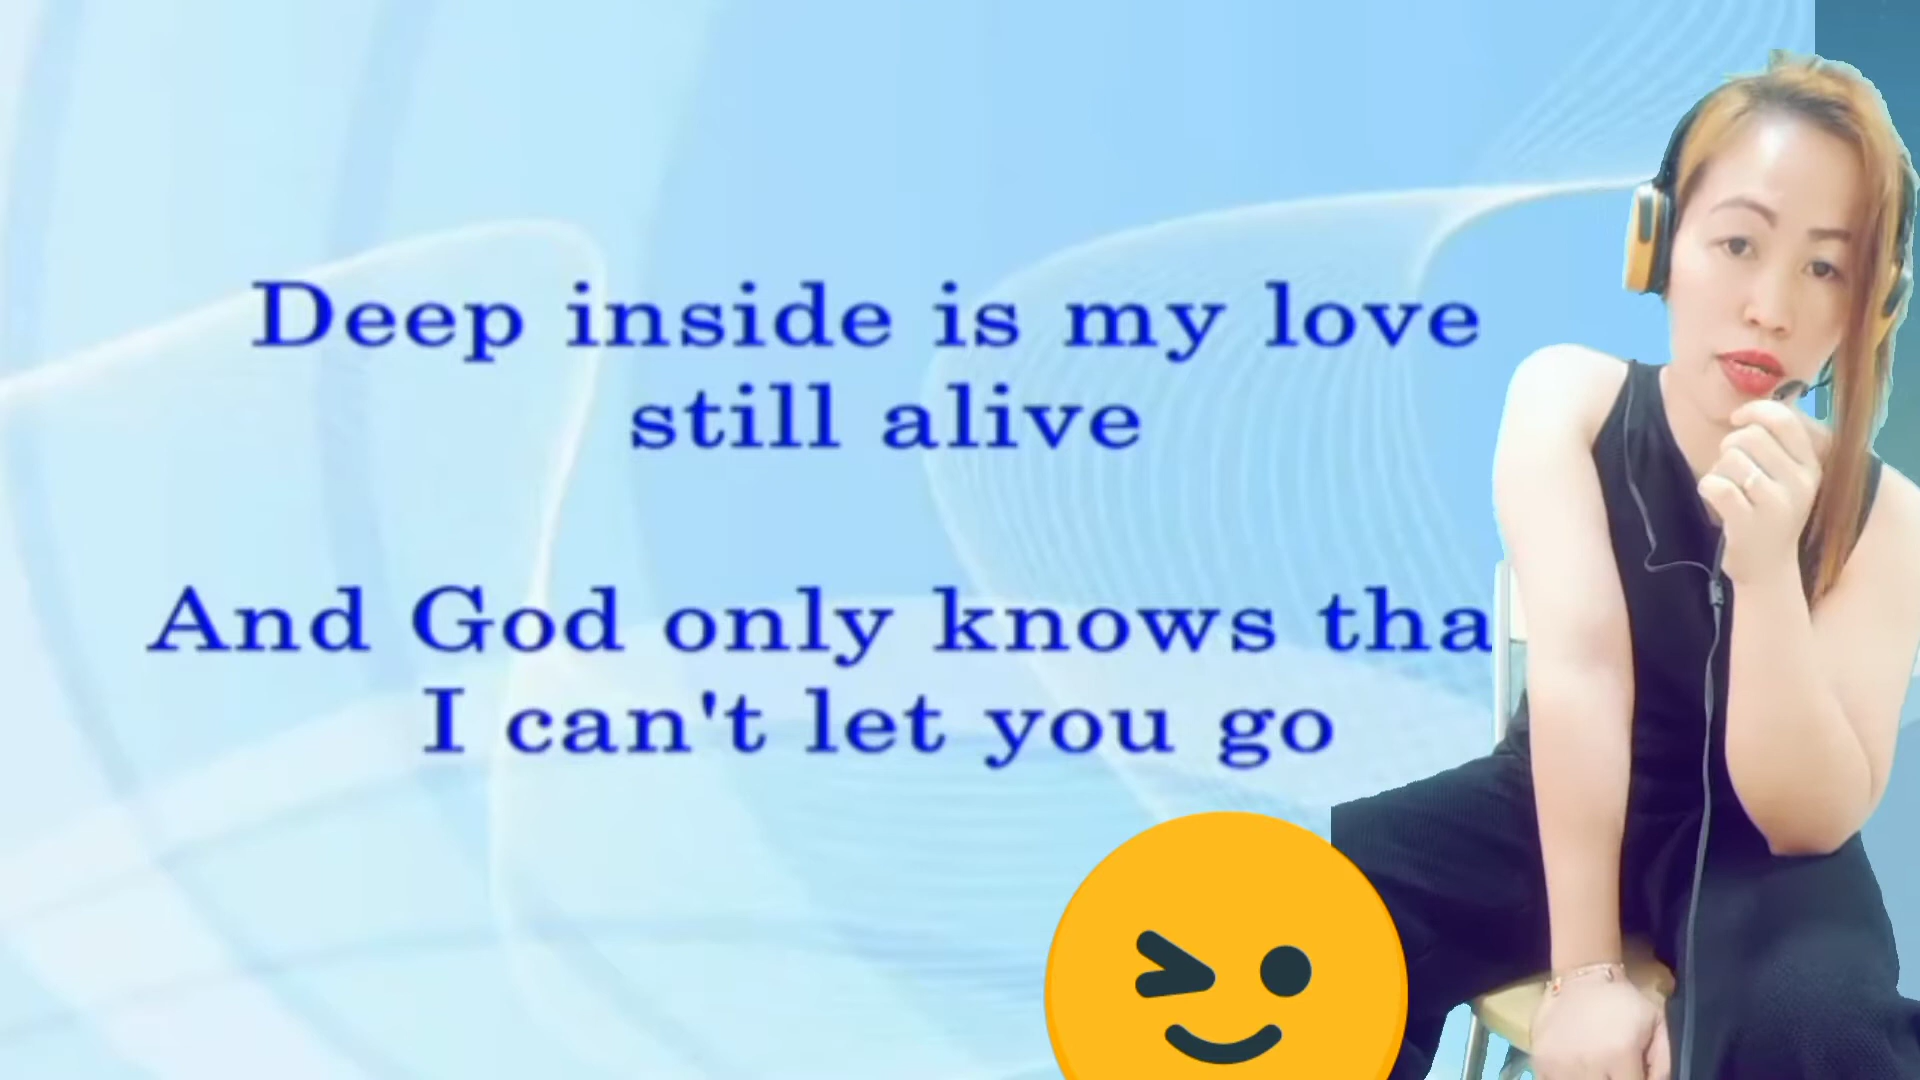 Deep inside is my love
still alive
And God only knows tha
I can't let you go